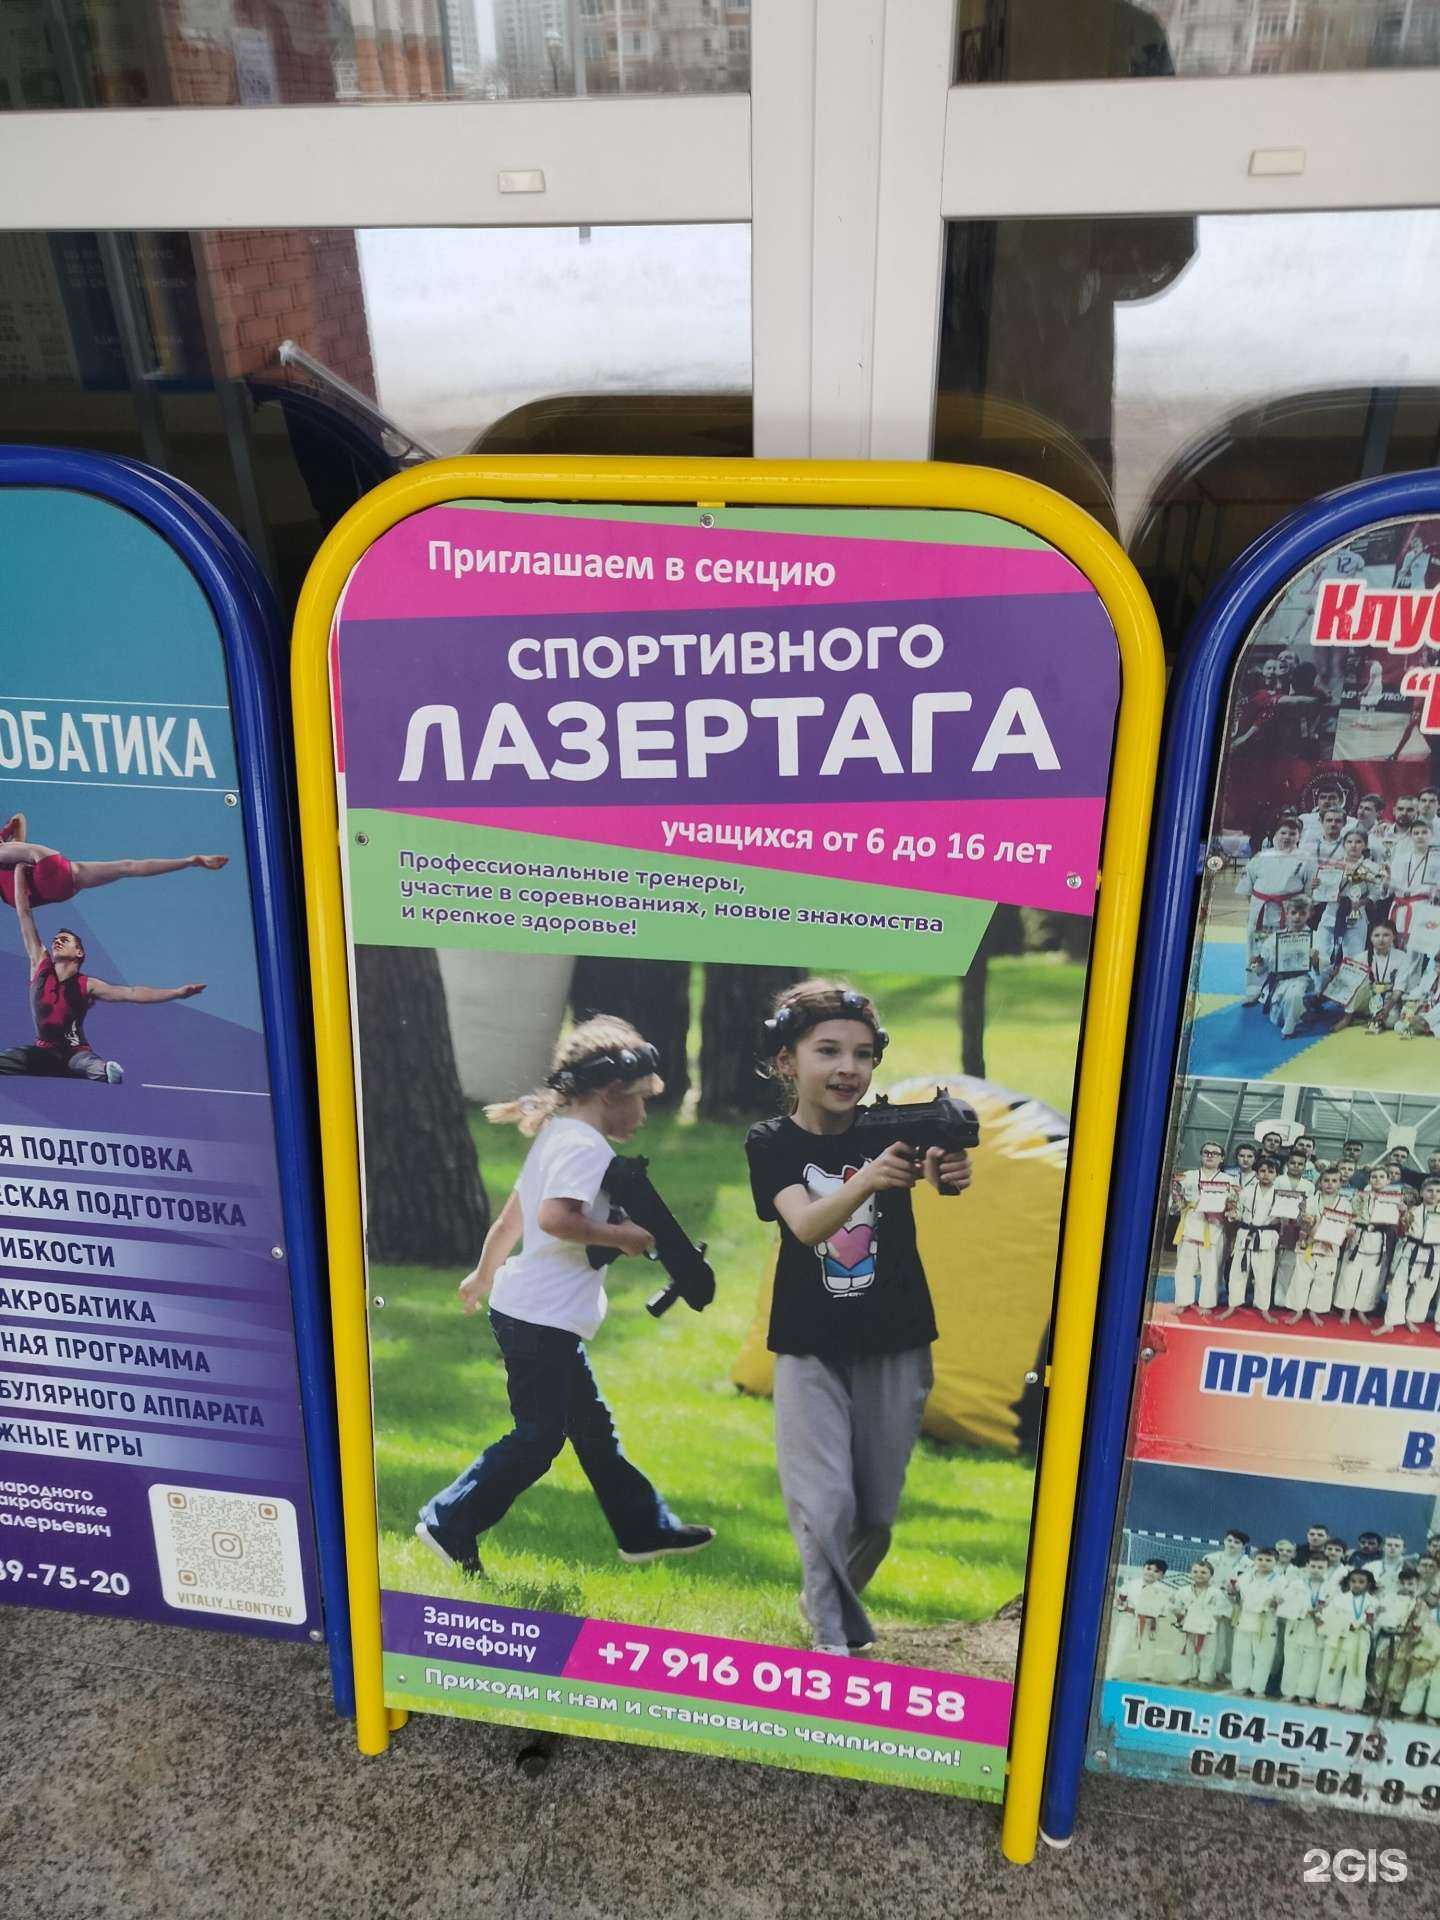 Приглашаем в секцию
СПОРТИВНОГО
ЛАЗЕРТАГА
учащихся от 6 до 16 лет
Профессиональные тренеры,
участие в соревнованиях, новые знакомства
и крепкое здоровье!
Запись по
телефону
+7 916 013 51 58
Приходи к нам и становись чемпионом!
ОБАТИКА
Я ПОДГОТОВКА
ЕСКАЯ ПОДГОТОВКА
ИБКОСТИ
АКРОБАТИКА
НАЯ ПРОГРАММА
БУЛЯРНОГО АППАРАТА
ЖНЫЕ ИГРЫ
народного
акробатике
алерьевич
39-75-20
VITALIY_LEONTYEV
Клуб
ПРИГЛАШ
В
Тел.: 64-54-73, 64
64-05-64, 8-9
2GIS